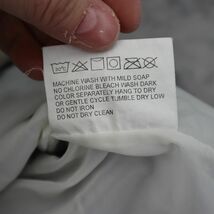 MACHINE WASH WITH MILD SOAP
NO CHLORINE BLEACH WASH DARK
COLOR SEPARATELY HANG TO DRY
OR GENTLE CYCLE TUMBLE DRY LOW
DO NOT IRON
DO NOT DRY CLEAN